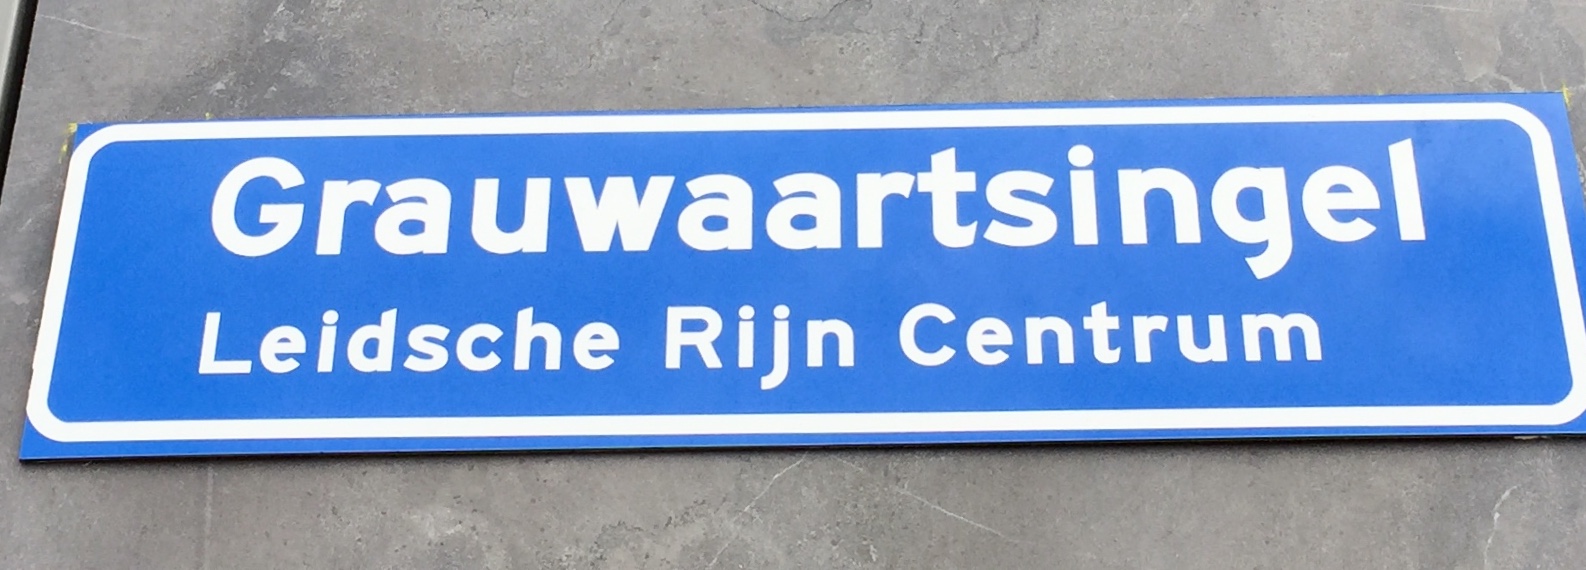 Grauwaartsingel
Leidsche Rijn Centrum